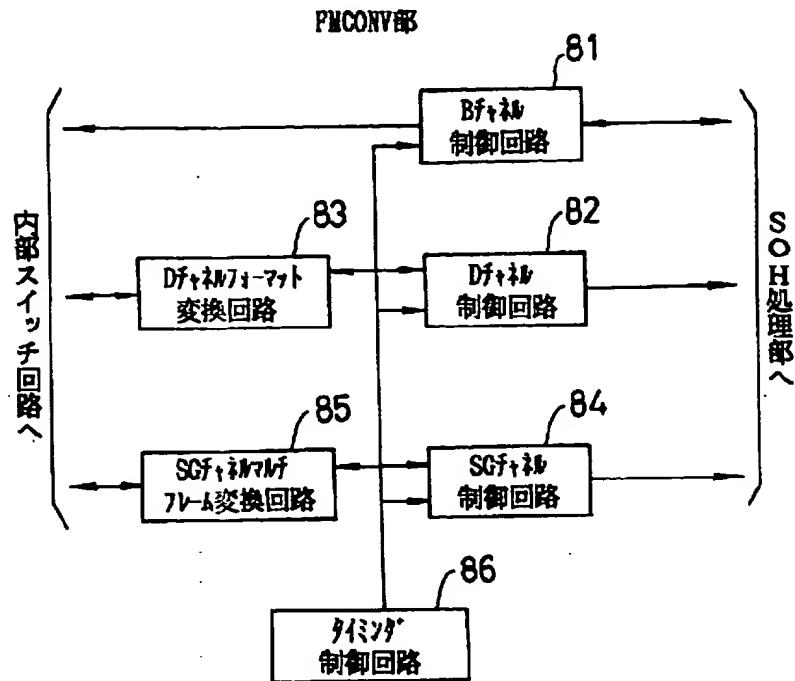 FMCONV部
81
Bチャネル
制御回路
83
Dチャネルフォーマット
変換回路
82
Dチャネル
制御回路
85
SGチャネルマルチ
フレーム変換回路
84
SGチャネル
制御回路
86
タイミング
制御回路
内部スイッチ回路へ
SOH処理部へ